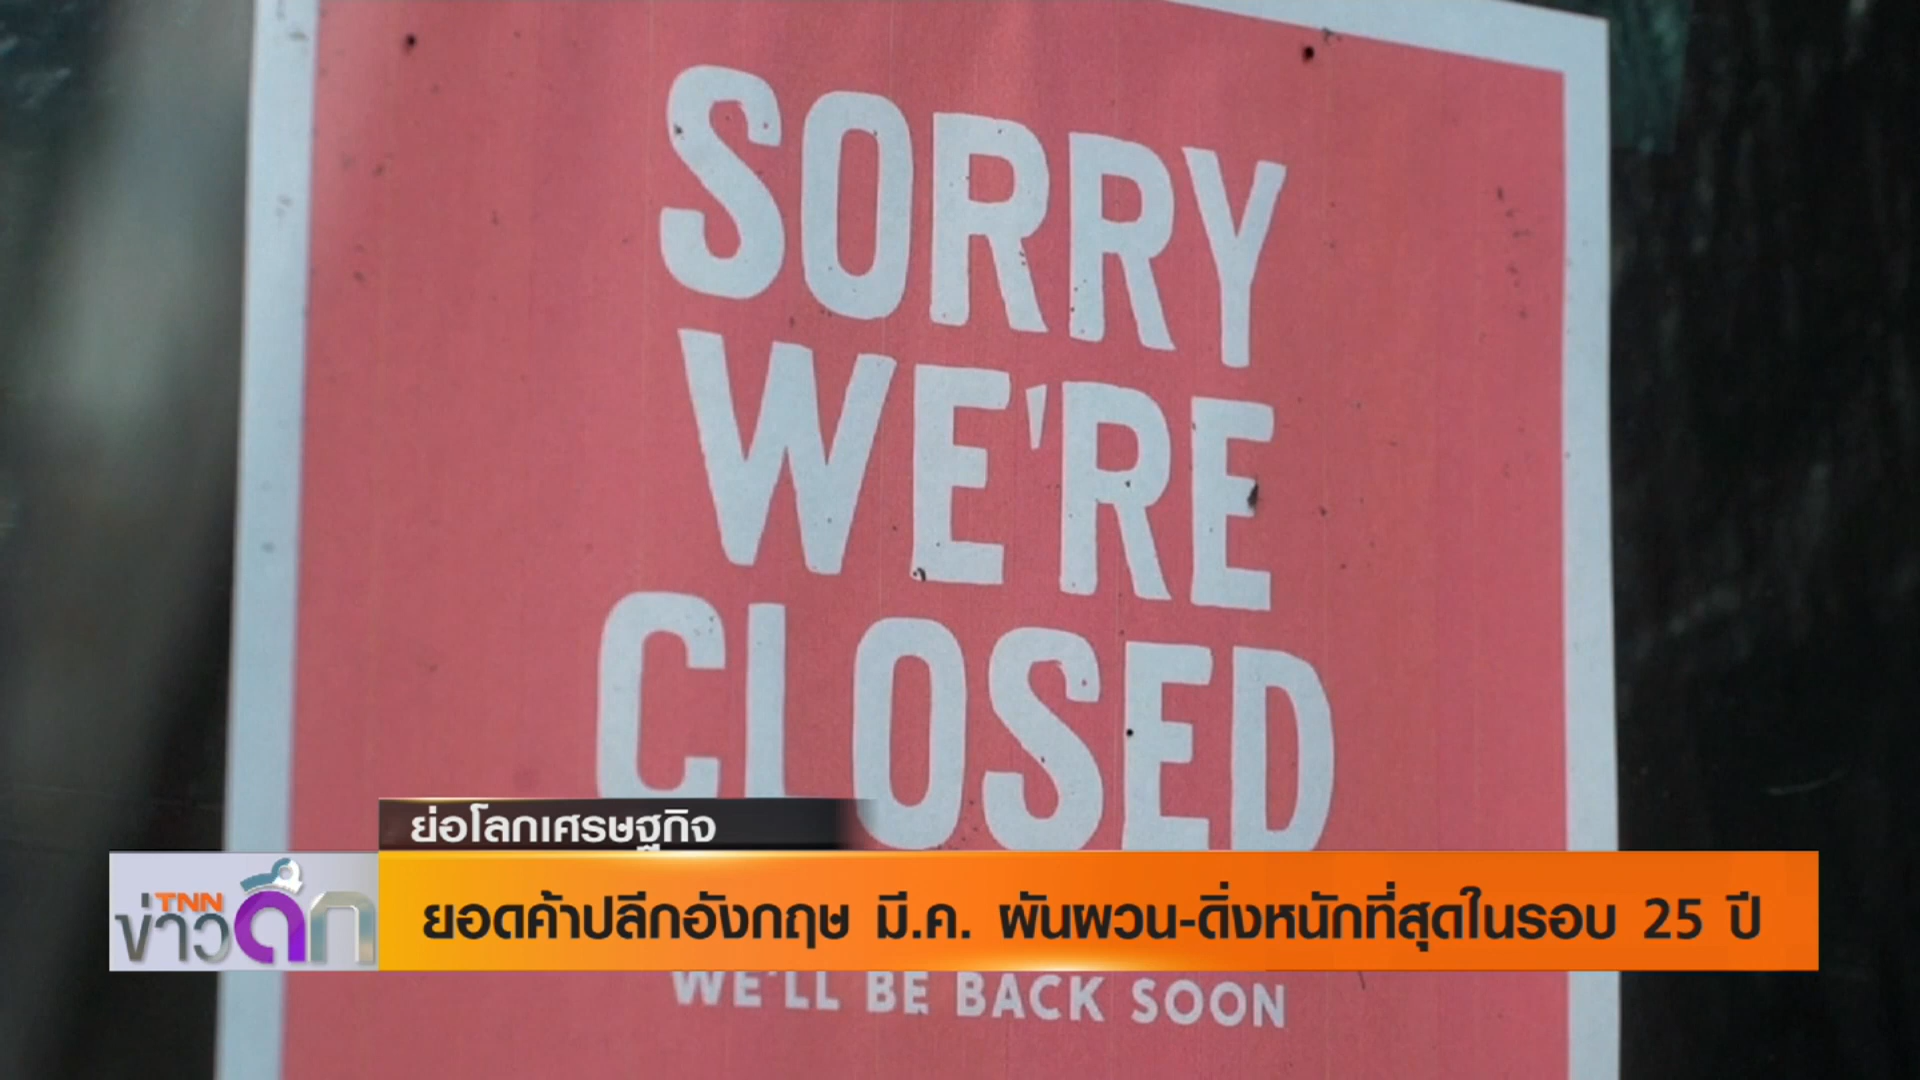 SORRY
WE'RE
CLOSED
ย่อโลกเศรษฐกิจ
TNN
ข่าวดึก
ยอดค้าปลีกอังกฤษ มี.ค. ผันผวน-ดิ่งหนักที่สุดในรอบ 25 ปี
WE'LL BE BACK SOON